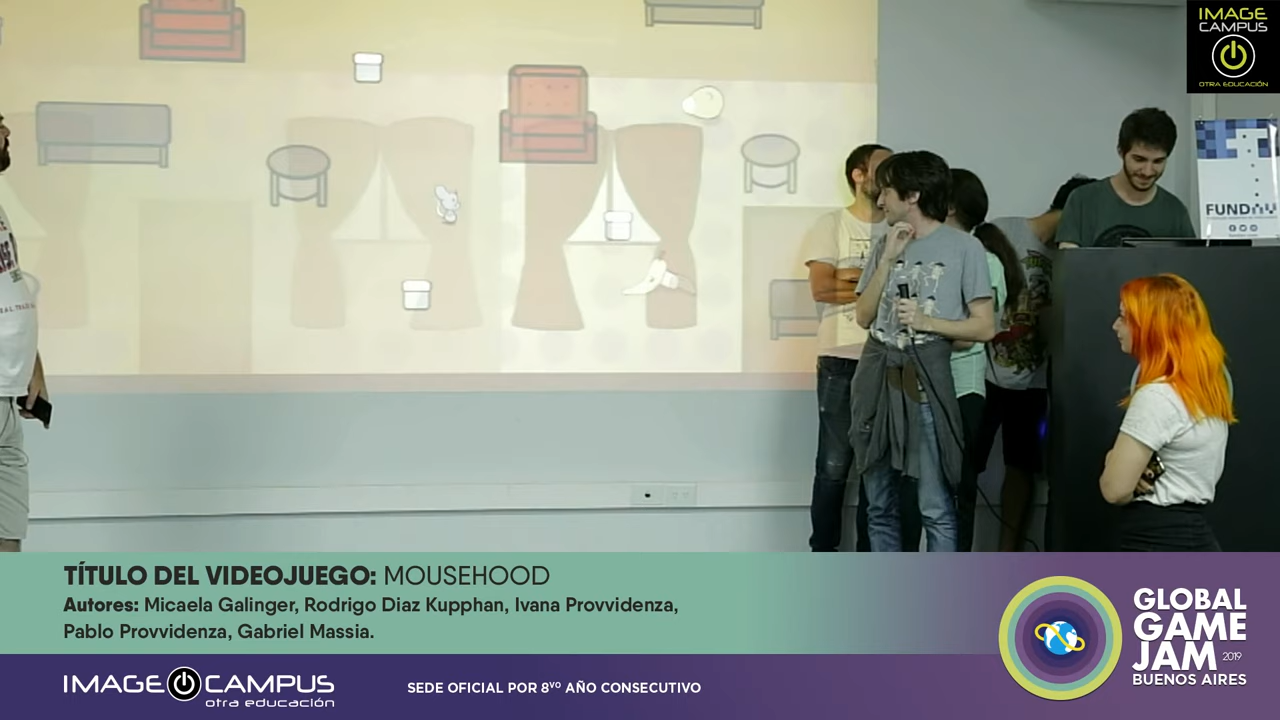 IMAGE
CAMPUS
OTRA EDUCACIÓN
FUNDAV
TÍTULO DEL VIDEOJUEGO: MOUSEHOOD
Autores: Micaela Galinger, Rodrigo Diaz Kupphan, Ivana Provvidenza,
Pablo Provvidenza, Gabriel Massia.
IMAGE CAMPUS
otra educación
SEDE OFICIAL POR 8VO AÑO CONSECUTIVO
GLOBAL
GAME
JAM 2019
BUENOS AIRES